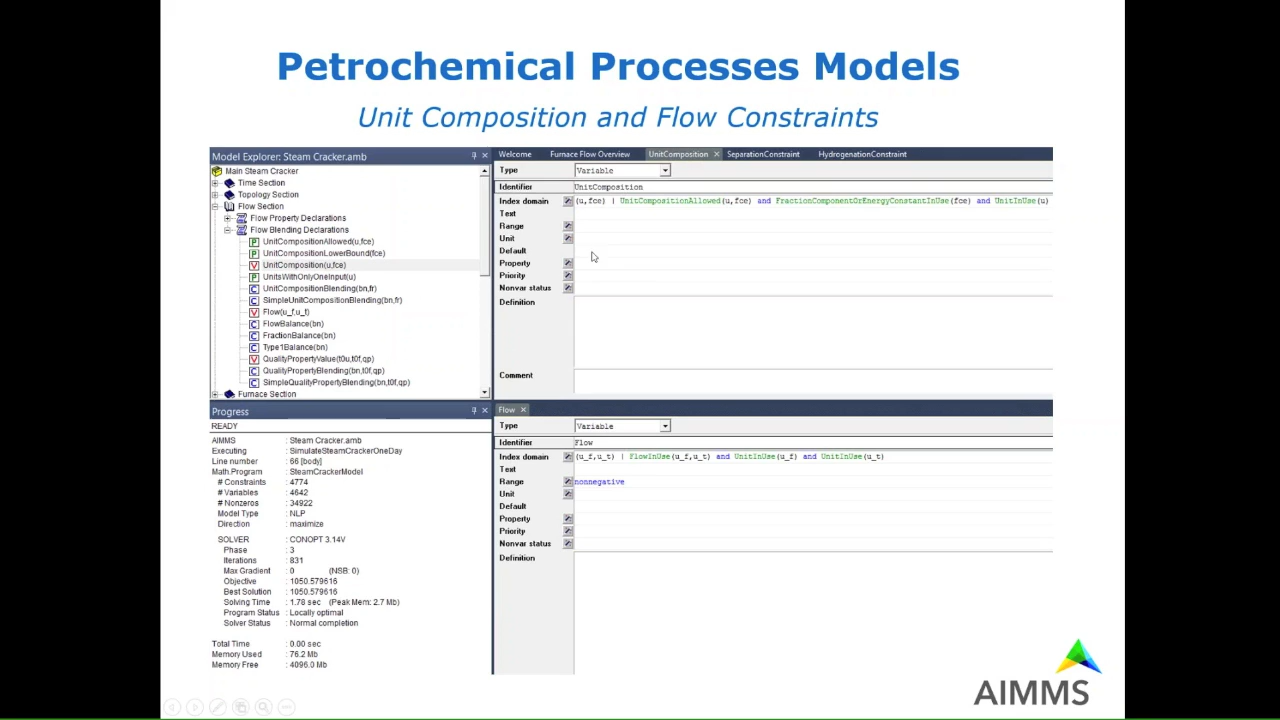 Petrochemical Processes Models
Unit Composition and Flow Constraints
Model Explorer: Steam Cracker.amb
Main Steam Cracker
Time Section
Topology Section
Flow Section
Flow Property Declarations
Flow Blending Declarations
P UnitCompositionAllowed(u,fce)
P UnitCompositionLowerBound(fce)
V UnitComposition(u,fce)
P UnitsWithOnlyOneInput(u)
C UnitCompositionBlending(bn,fr)
C SimpleUnitCompositionBlending(bn,fr)
V Flow(u_f,u_t)
C FlowBalance(bn)
C FractionBalance(bn)
C Type1Balance(bn)
V QualityPropertyValue(t0u,t0f,qp)
C QualityPropertyBlending(bn,t0f,qp)
C SimpleQualityPropertyBlending(bn,t0f,qp)
Furnace Section
Welcome Furnace Flow Overview UnitComposition SeparationConstraint HydrogenationConstraint
Type Variable
Identifier UnitComposition
Index domain (u,fce) | UnitCompositionAllowed(u,fce) and FractionComponentOrEnergyConstantInUse(fce) and UnitInUse(u)
Text
Range
Unit
Default
Property
Priority
Nonvar status
Definition
Comment
Progress
READY
AIMMS : Steam Cracker.amb
Executing : SimulateSteamCrackerOneDay
Line number : 66 [body]
Math.Program : SteamCrackerModel
# Constraints : 4774
# Variables : 4642
# Nonzeros : 34922
Model Type : NLP
Direction : maximize
SOLVER : CONOPT 3.14V
Phase : 3
Iterations : 831
Max Gradient : 0 (NSB: 0)
Objective : 1050.579616
Best Solution : 1050.579616
Solving Time : 1.78 sec (Peak Mem: 2.7 Mb)
Program Status : Locally optimal
Solver Status : Normal completion
Total Time : 0.00 sec
Memory Used : 76.2 Mb
Memory Free : 4096.0 Mb
Flow
Type Variable
Identifier Flow
Index domain (u_f,u_t) | FlowInUse(u_f,u_t) and UnitInUse(u_f) and UnitInUse(u_t)
Text
Range nonnegative
Unit
Default
Property
Priority
Nonvar status
Definition
AIMMS